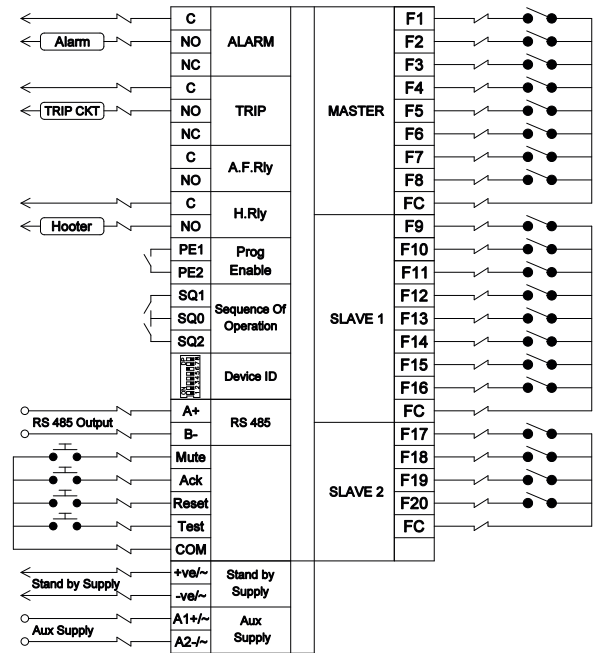 C
NO
NC
ALARM
Alarm
C
NO
NC
TRIP
TRIP CKT
C
NO
A.F.Rly
C
NO
H.Rly
Hooter
PE1
PE2
Prog
Enable
SQ1
SQ0
SQ2
Sequence Of
Operation
Device ID
A+
B-
RS 485
RS 485 Output
Mute
Ack
Reset
Test
COM
+ve/~
-ve/~
Stand by
Supply
Stand by Supply
A1+/~
A2-/~
Aux
Supply
Aux Supply
MASTER
F1
F2
F3
F4
F5
F6
F7
F8
FC
SLAVE 1
F9
F10
F11
F12
F13
F14
F15
F16
FC
SLAVE 2
F17
F18
F19
F20
FC